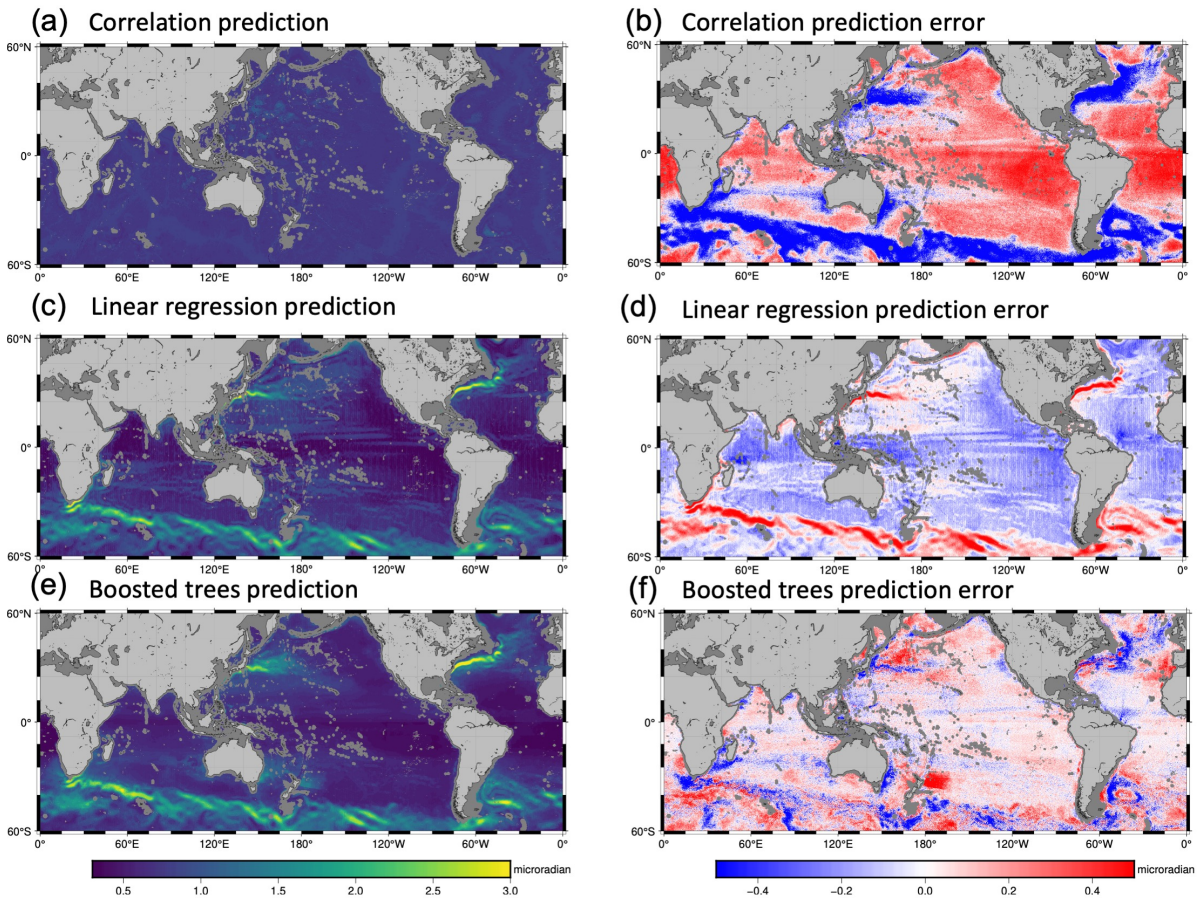 (a) Correlation prediction
(b) Correlation prediction error
60°N
0°
60°S
0° 60°E 120°E 180° 120°W 60°W 0°
60°N
0°
60°S
0° 60°E 120°E 180° 120°W 60°W 0°
(c) Linear regression prediction
(d) Linear regression prediction error
60°N
0°
60°S
0° 60°E 120°E 180° 120°W 60°W 0°
60°N
0°
60°S
0° 60°E 120°E 180° 120°W 60°W 0°
(e) Boosted trees prediction
(f) Boosted trees prediction error
60°N
0°
60°S
0° 60°E 120°E 180° 120°W 60°W 0°
60°N
0°
60°S
0° 60°E 120°E 180° 120°W 60°W 0°
microradian
0.5 1.0 1.5 2.0 2.5 3.0
microradian
−0.4 −0.2 0.0 0.2 0.4